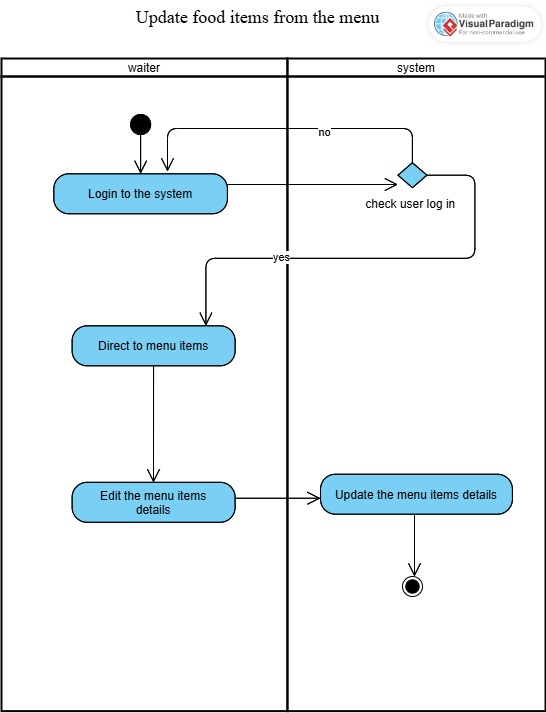 Update food items from the menu
Made with
VisualParadigm
For non-commercial use
waiter
system
no
Login to the system
check user log in
yes
Direct to menu items
Edit the menu items
details
Update the menu items details